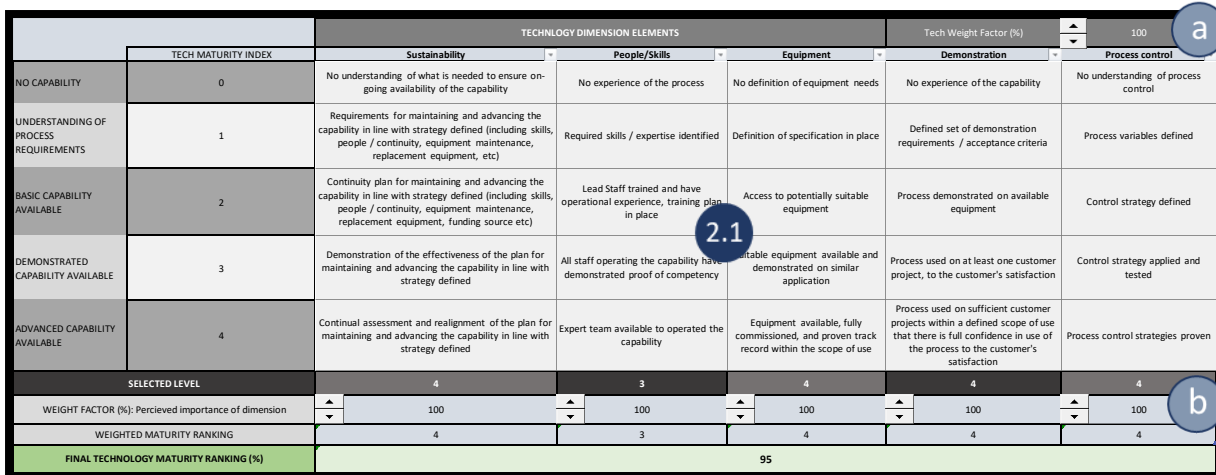 TECHNLOGY DIMENSION ELEMENTS Tech Weight Factor (%) 100 a
TECH MATURITY INDEX Sustainability People/Skills Equipment Demonstration Process control
NO CAPABILITY
0
No understanding of what is needed to ensure on-
going availability of the capability
No experience of the process
No definition of equipment needs
No experience of the capability
No understanding of process
control
UNDERSTANDING OF
PROCESS
REQUIREMENTS
1
Requirements for maintaining and advancing the
capability in line with strategy defined (including skills,
people / continuity, equipment maintenance,
replacement equipment, etc)
Required skills / expertise identified
Definition of specification in place
Defined set of demonstration
requirements / acceptance criteria
Process variables defined
BASIC CAPABILITY
AVAILABLE
2
Continuity plan for maintaining and advancing the
capability in line with strategy defined (including skills,
people / continuity, equipment maintenance,
replacement equipment, funding source etc)
Lead Staff trained and have
operational experience, training plan
in place
Access to potentially suitable
equipment
Process demonstrated on available
equipment
Control strategy defined
2.1
DEMONSTRATED
CAPABILITY AVAILABLE
3
Demonstration of the effectiveness of the plan for
maintaining and advancing the capability in line with
strategy defined
All staff operating the capability have
demonstrated proof of competency
equipment available and
demonstrated on similar
application
Process used on at least one customer
project, to the customer's satisfaction
Control strategy applied and
tested
ADVANCED CAPABILITY
AVAILABLE
4
Continual assessment and realignment of the plan for
maintaining and advancing the capability in line with
strategy defined
Expert team available to operated the
capability
Equipment available, fully
commissioned, and proven track
record within the scope of use
Process used on sufficient customer
projects within a defined scope of use
that there is full confidence in use of
the process to the customer's
satisfaction
Process control strategies proven
SELECTED LEVEL 4 3 4 4 4
WEIGHT FACTOR (%): Percieved importance of dimension 100 100 100 100 100 b
WEIGHTED MATURITY RANKING 4 3 4 4 4
FINAL TECHNOLOGY MATURITY RANKING (%) 95